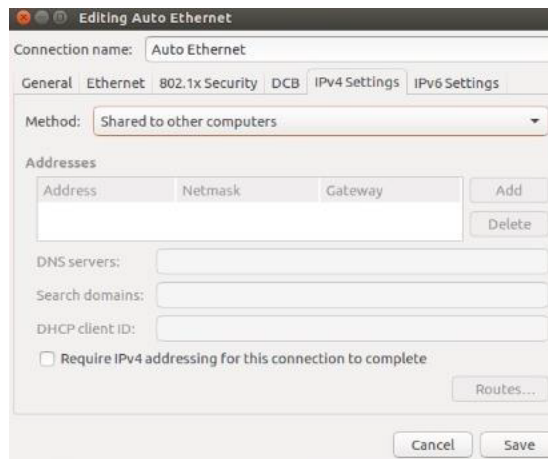 Editing Auto Ethernet
Connection name: Auto Ethernet
General Ethernet 802.1x Security DCB IPv4 Settings IPv6 Settings
Method: Shared to other computers
Addresses
Address Netmask Gateway Add
Delete
DNS servers:
Search domains:
DHCP client ID:
Require IPv4 addressing for this connection to complete
Routes...
Cancel Save